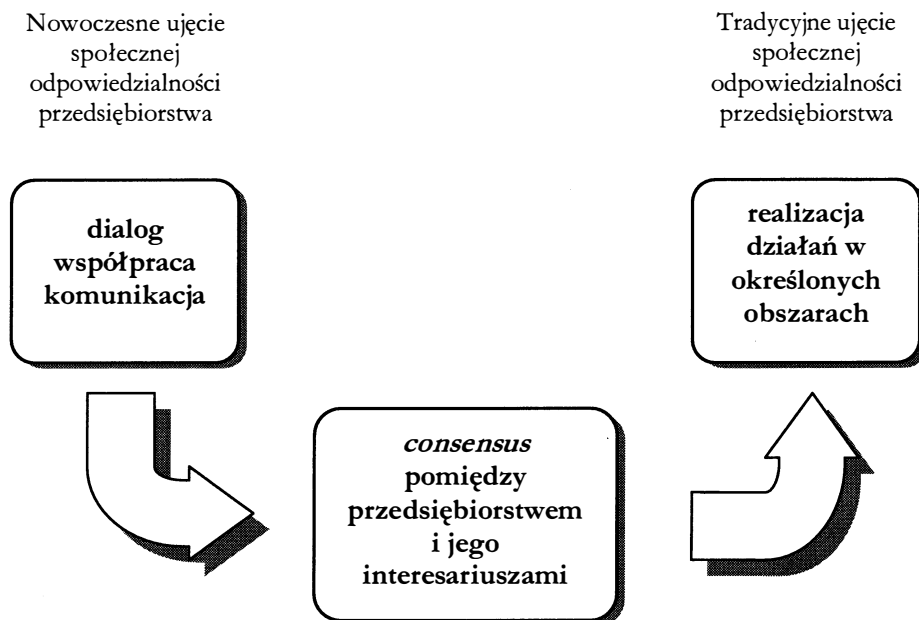 Nowoczesne ujęcie
społecznej
odpowiedzialności
przedsiębiorstwa
Tradycyjne ujęcie
społecznej
odpowiedzialności
przedsiębiorstwa
dialog
współpraca
komunikacja
realizacja
działań w
określonych
obszarach
consensus
pomiędzy
przedsiębiorstwem
i jego
interesariuszami